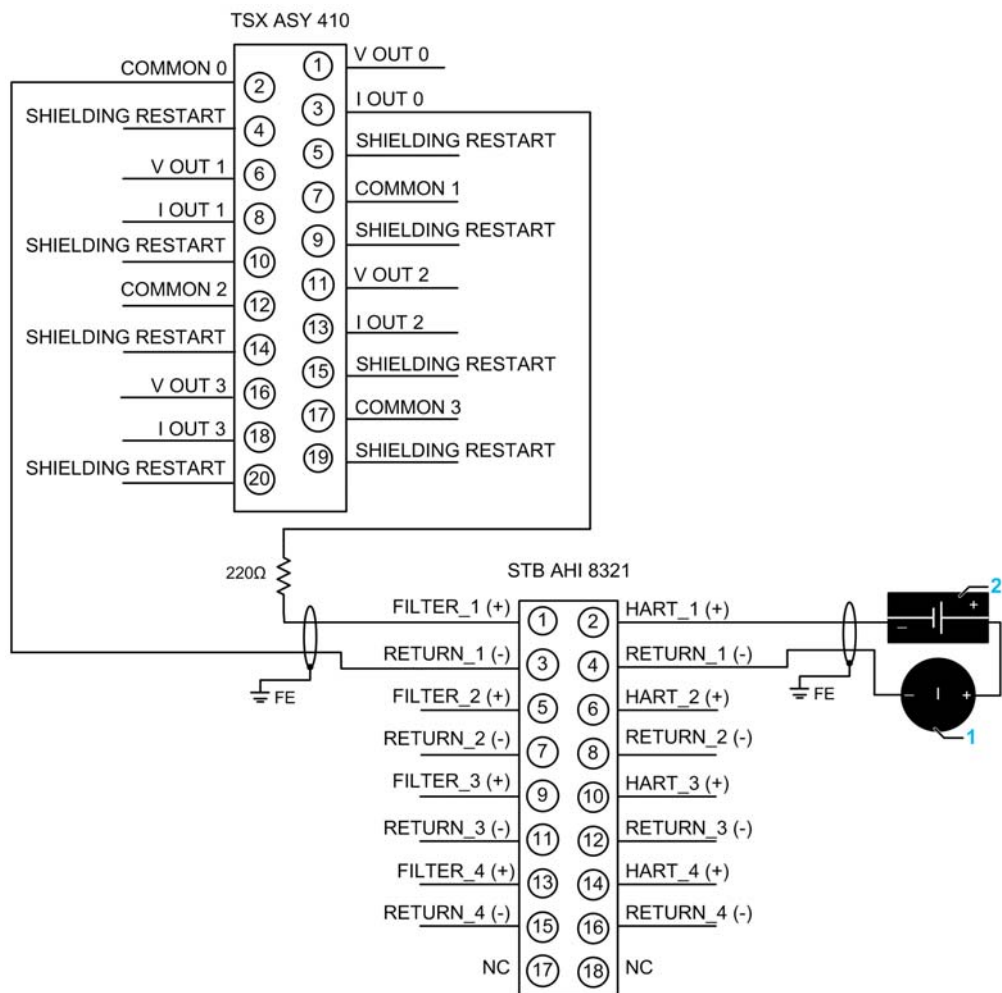 TSX ASY 410
V OUT 0
1
COMMON 0
2
I OUT 0
3
SHIELDING RESTART
4
SHIELDING RESTART
5
V OUT 1
6
COMMON 1
7
I OUT 1
8
SHIELDING RESTART
9
SHIELDING RESTART
10
V OUT 2
11
COMMON 2
12
I OUT 2
13
SHIELDING RESTART
14
SHIELDING RESTART
15
V OUT 3
16
COMMON 3
17
I OUT 3
18
SHIELDING RESTART
19
SHIELDING RESTART
20
220Ω
STB AHI 8321
FILTER_1 (+)
1
2
HART_1 (+)
RETURN_1 (-)
3
4
RETURN_1 (-)
FILTER_2 (+)
5
6
HART_2 (+)
RETURN_2 (-)
7
8
RETURN_2 (-)
FILTER_3 (+)
9
10
HART_3 (+)
RETURN_3 (-)
11
12
RETURN_3 (-)
FILTER_4 (+)
13
14
HART_4 (+)
RETURN_4 (-)
15
16
RETURN_4 (-)
NC
17
18
NC
FE
FE
+
–
2
– I +
1